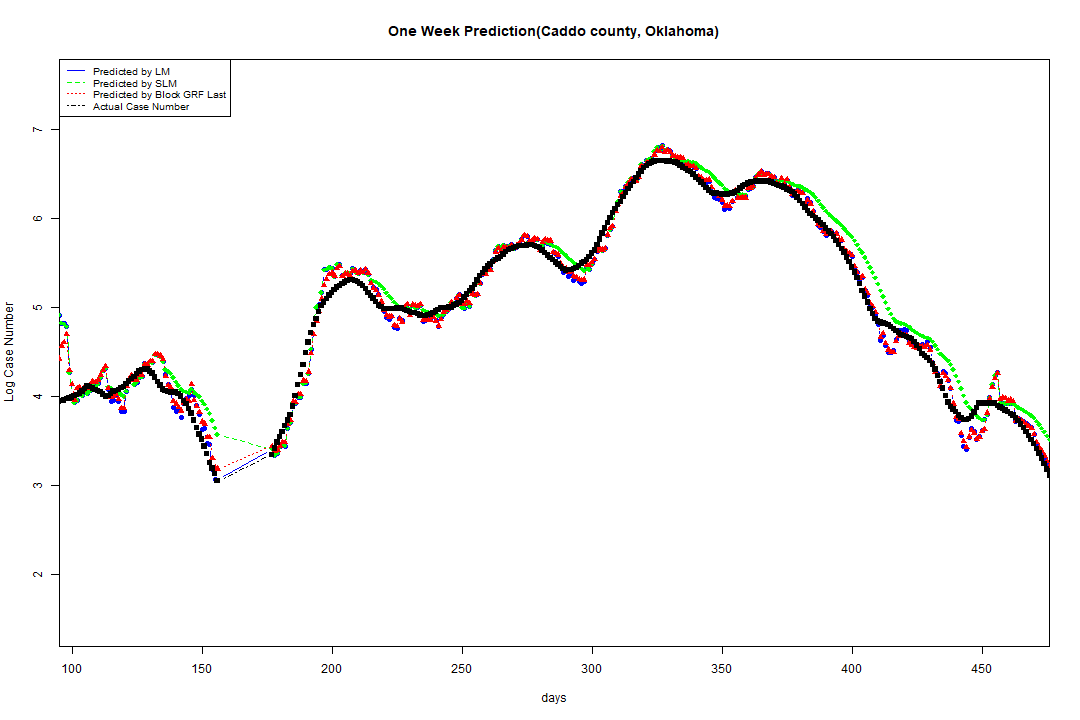 One Week Prediction(Caddo county, Oklahoma)
Predicted by LM
Predicted by SLM
Predicted by Block GRF Last
Actual Case Number
7
6
5
4
3
2
Log Case Number
100 150 200 250 300 350 400 450
days